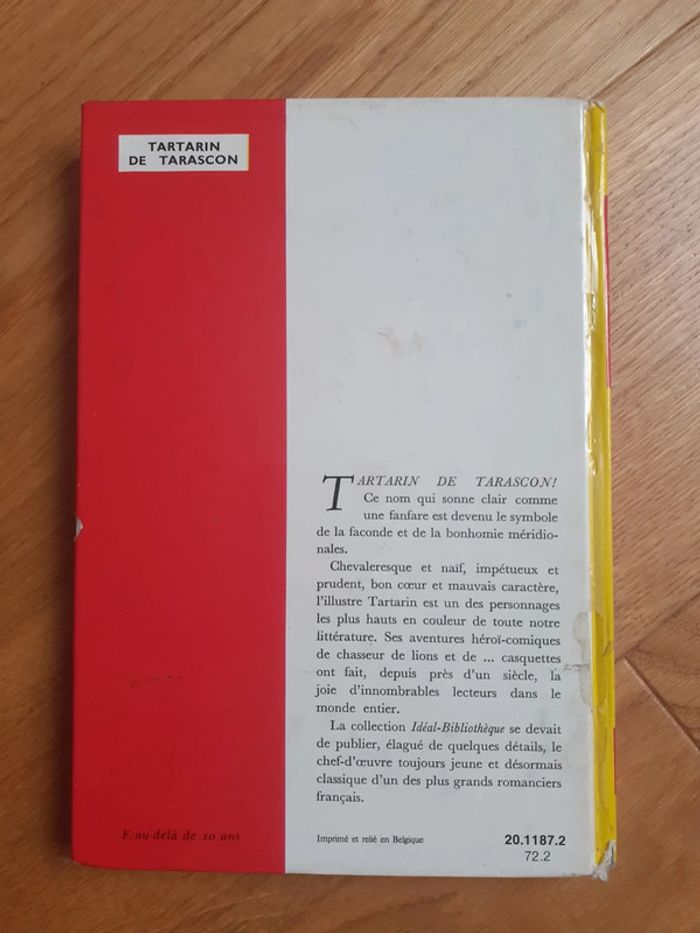 TARTARIN
DE TARASCON
TARTARIN DE TARASCON!
Ce nom qui sonne clair comme
une fanfare est devenu le symbole
de la faconde et de la bonhomie méridio-
nales.
Chevaleresque et naïf, impétueux et
prudent, bon cœur et mauvais caractère,
l'illustre Tartarin est un des personnages
les plus hauts en couleur de toute notre
littérature. Ses aventures héroï-comiques
de chasseur de lions et de ... casquettes
ont fait, depuis près d'un siècle, la
joie d'innombrables lecteurs dans le
monde entier.
La collection Idéal-Bibliothèque se devait
de publier, élagué de quelques détails, le
chef-d'œuvre toujours jeune et désormais
classique d'un des plus grands romanciers
français.
F. au-delà de 10 ans
Imprimé et relié en Belgique
20.1187.2
72.2